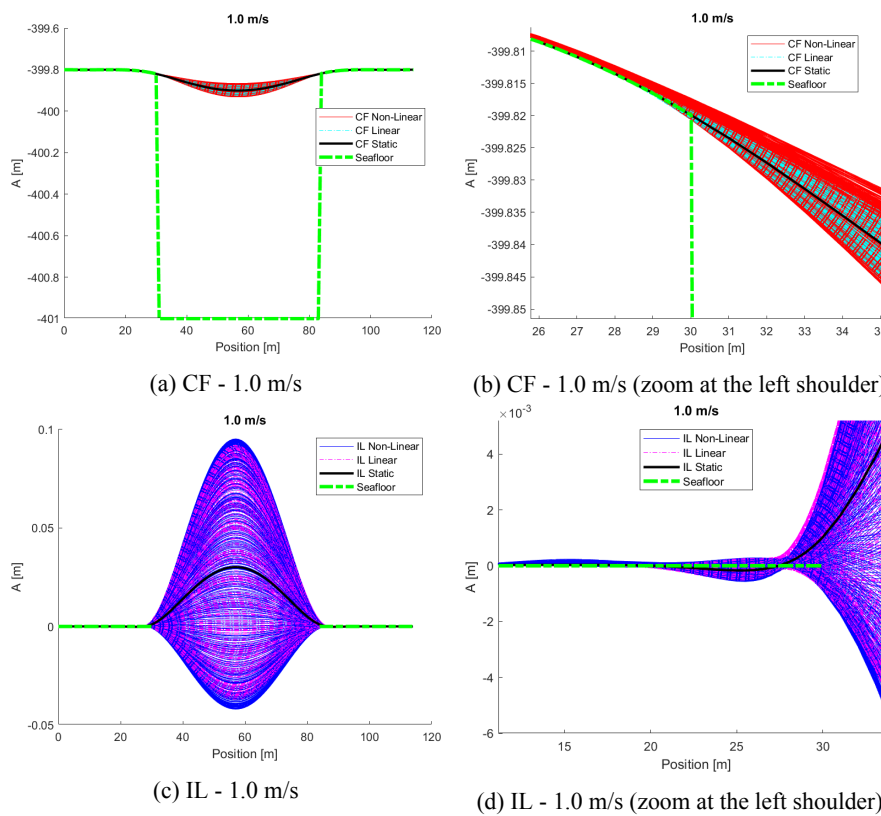 1.0 m/s
-399.6
-399.8
-400
-400.2
-400.4
-400.6
-400.8
-401
A [m]
CF Non-Linear
CF Linear
CF Static
Seafloor
0 20 40 60 80 100 120
Position [m]
(a) CF - 1.0 m/s
1.0 m/s
-399.81
-399.815
-399.82
-399.825
-399.83
-399.835
-399.84
-399.845
-399.85
A [m]
CF Non-Linear
CF Linear
CF Static
Seafloor
26 27 28 29 30 31 32 33 34
Position [m]
(b) CF - 1.0 m/s (zoom at the left shoulder)
1.0 m/s
0.1
0.05
0
-0.05
A [m]
IL Non-Linear
IL Linear
IL Static
Seafloor
0 20 40 60 80 100 120
Position [m]
(c) IL - 1.0 m/s
1.0 m/s
×10⁻³
4
2
0
-2
-4
-6
A [m]
IL Non-Linear
IL Linear
IL Static
Seafloor
15 20 25 30
Position [m]
(d) IL - 1.0 m/s (zoom at the left shoulder)